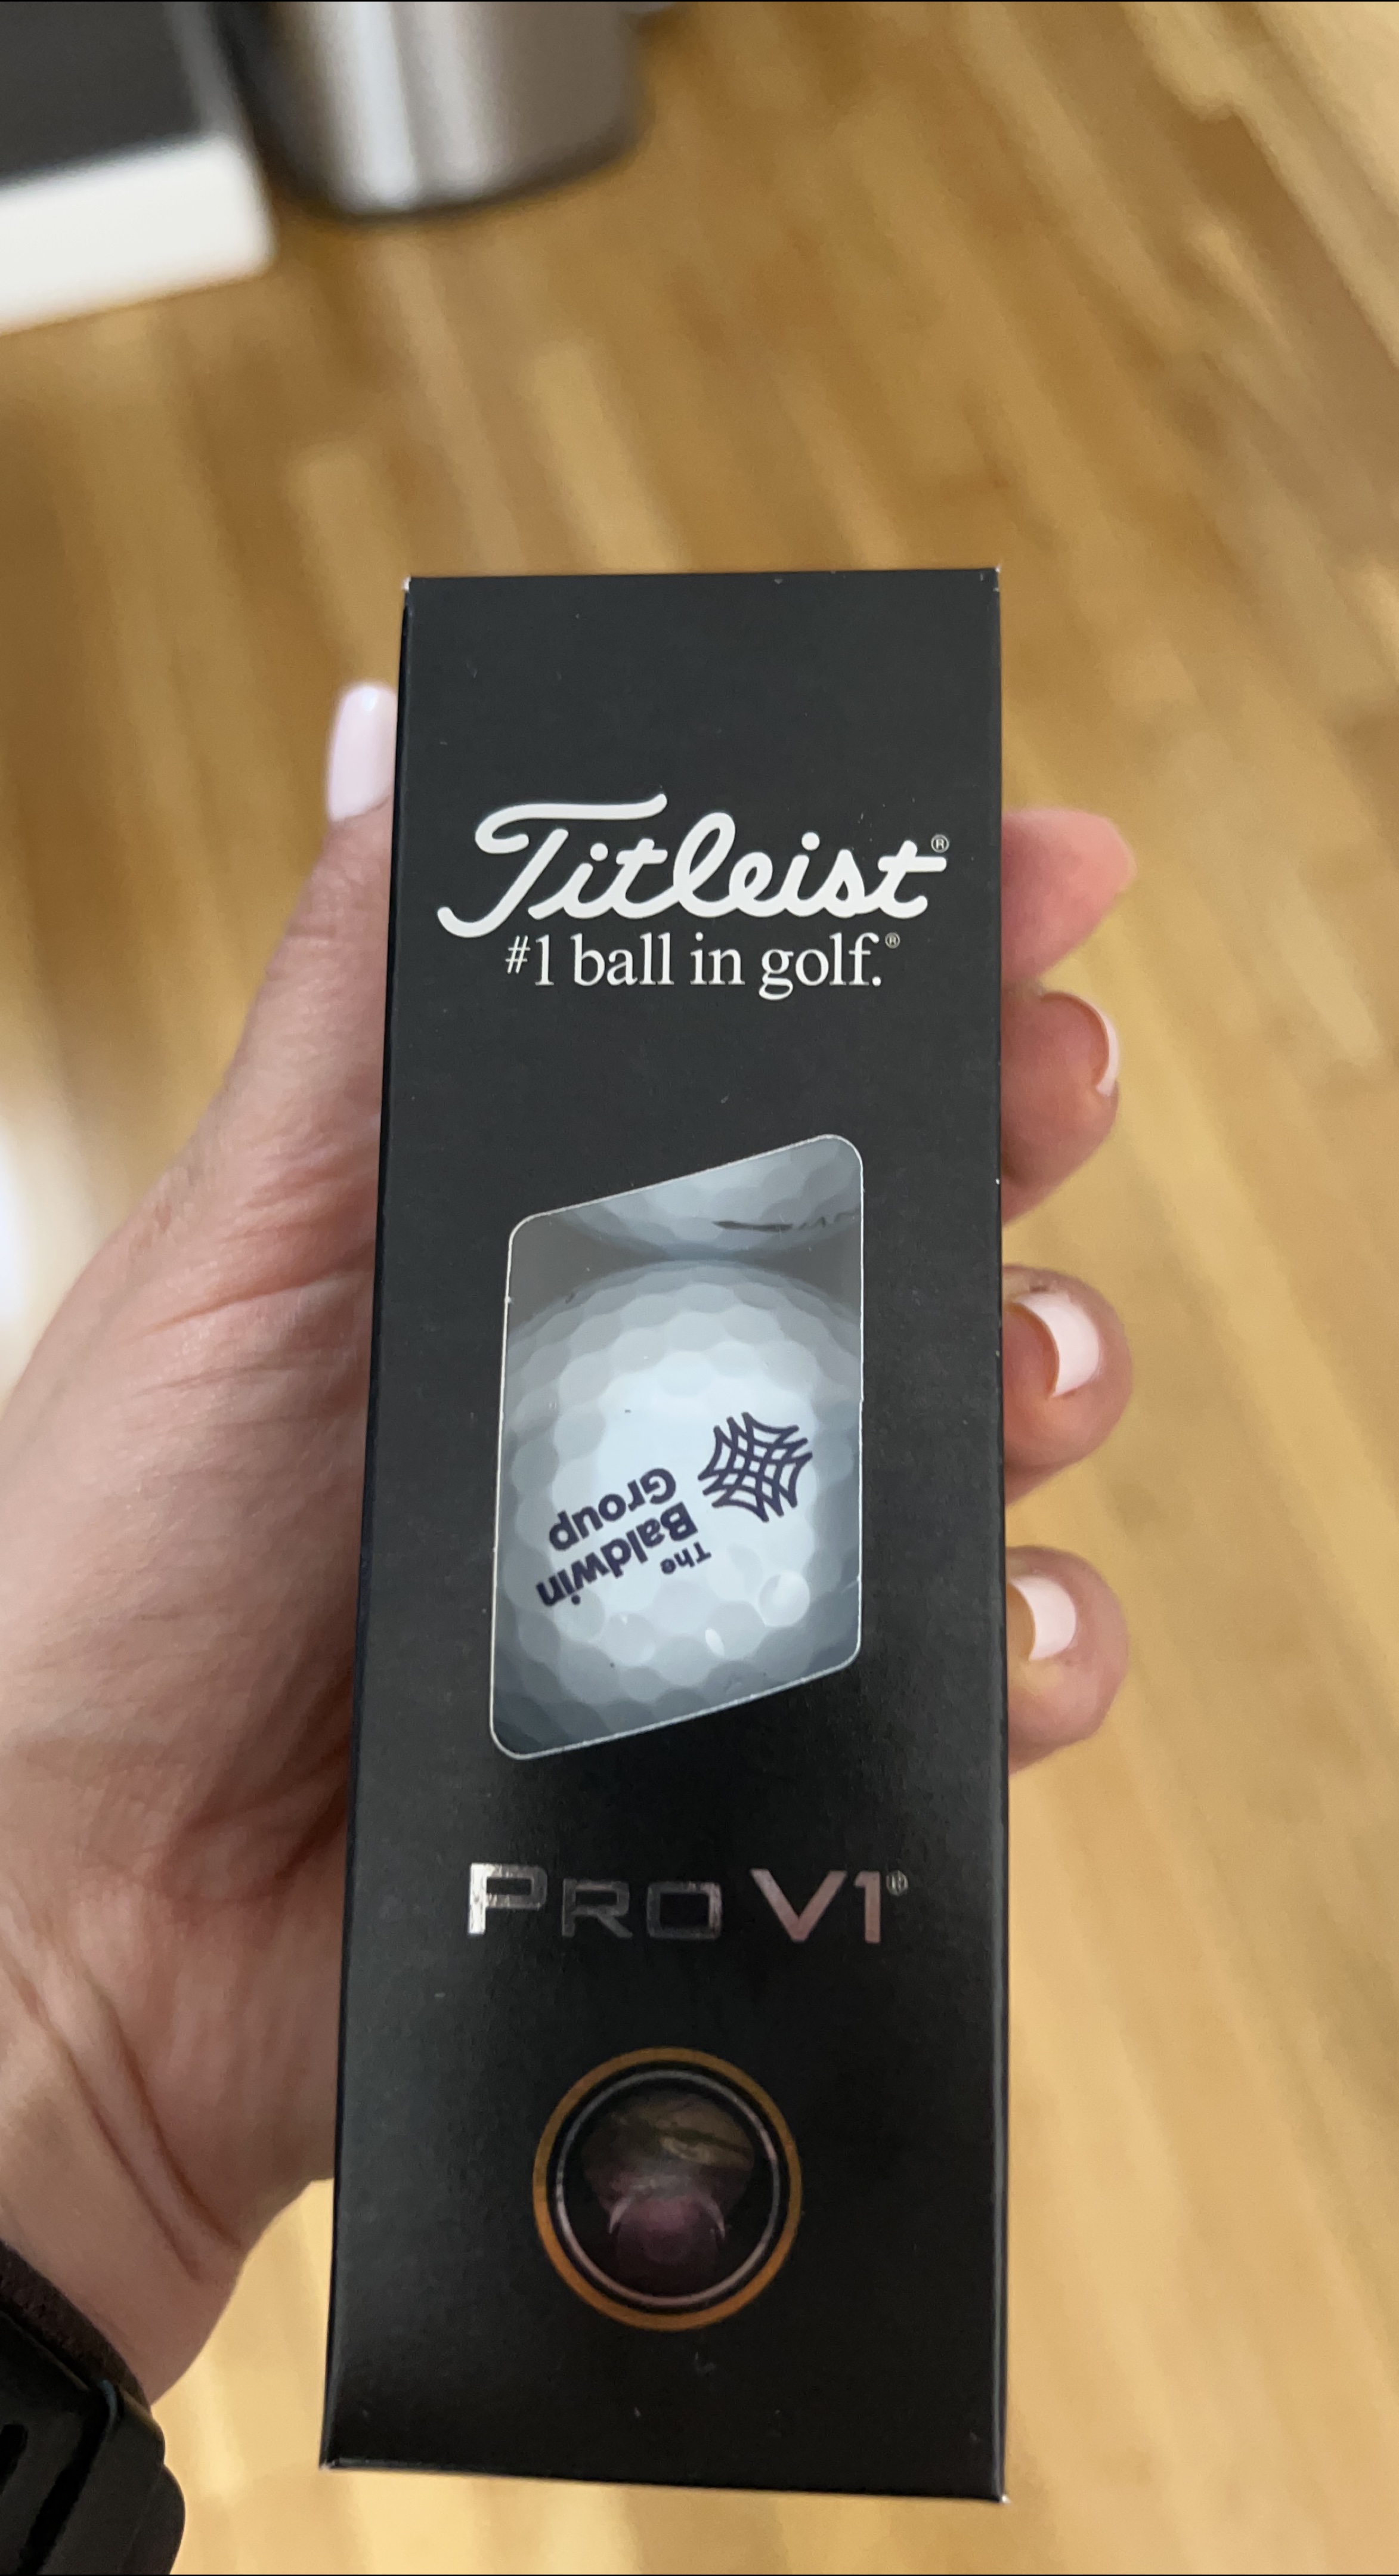 Titleist®
#1 ball in golf.®
The
Baldwin
Group
PRO V1®